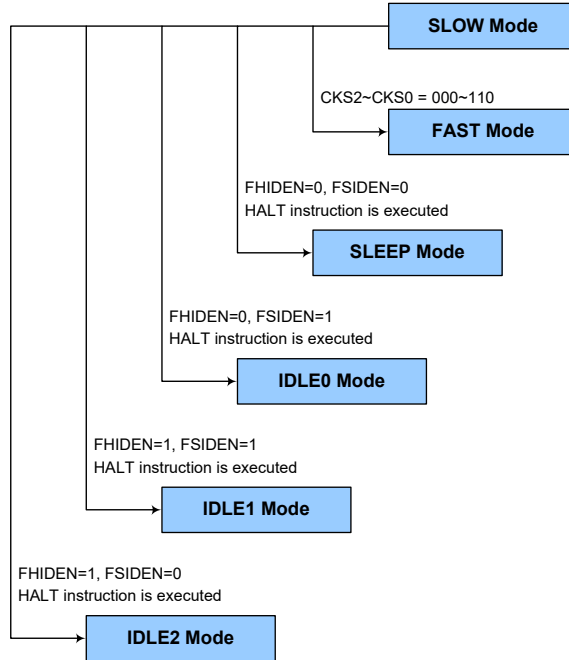 SLOW Mode
CKS2~CKS0 = 000~110
FAST Mode
FHIDEN=0, FSIDEN=0
HALT instruction is executed
SLEEP Mode
FHIDEN=0, FSIDEN=1
HALT instruction is executed
IDLE0 Mode
FHIDEN=1, FSIDEN=1
HALT instruction is executed
IDLE1 Mode
FHIDEN=1, FSIDEN=0
HALT instruction is executed
IDLE2 Mode